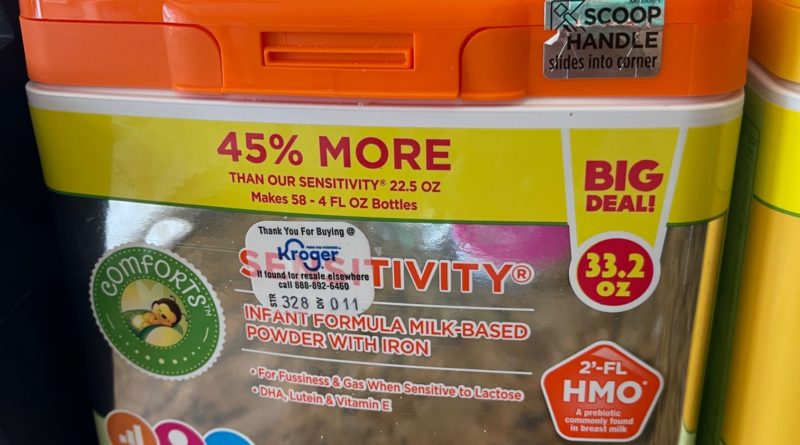 SCOOP
HANDLE
slides into corner
45% MORE
THAN OUR SENSITIVITY® 22.5 OZ
Makes 58 - 4 FL OZ Bottles
BIG
DEAL!
33.2
OZ
Thank You For Buying @
Kroger
If found for resale elsewhere
call 888-892-6460
STR 328 DIV 011
COMFORTS™
SENSITIVITY®
INFANT FORMULA MILK-BASED
POWDER WITH IRON
• For Fussiness & Gas When Sensitive to Lactose
• DHA, Lutein & Vitamin E
2'-FL
HMO*
A prebiotic
commonly found
in breast milk